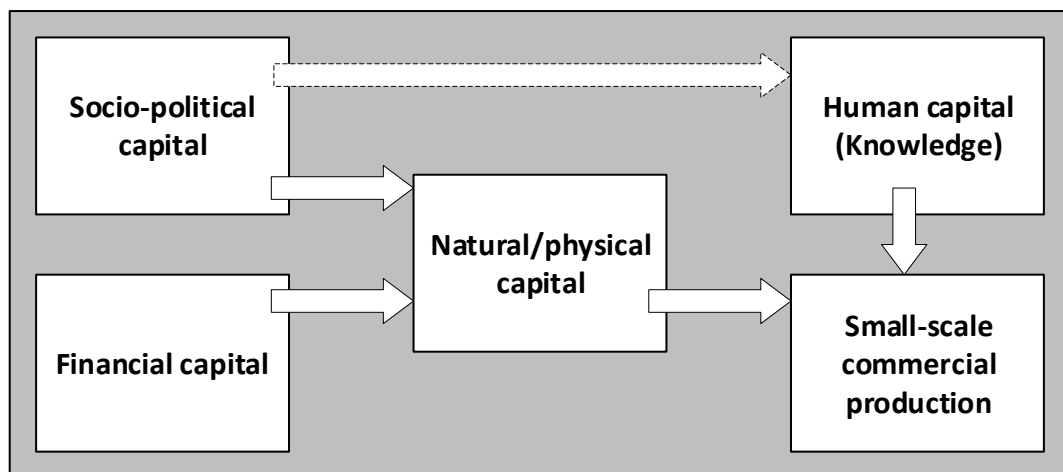 Socio-political
capital
Human capital
(Knowledge)
Natural/physical
capital
Financial capital
Small-scale
commercial
production